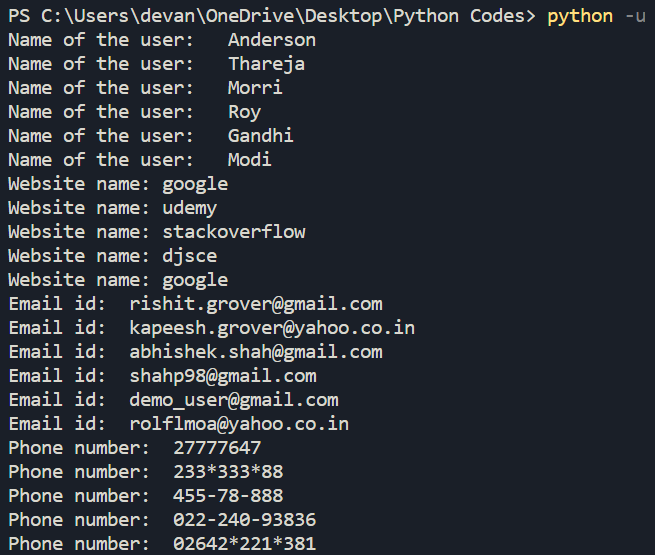 PS C:\Users\devan\OneDrive\Desktop\Python Codes> python -u
Name of the user:   Anderson
Name of the user:   Thareja
Name of the user:   Morri
Name of the user:   Roy
Name of the user:   Gandhi
Name of the user:   Modi
Website name: google
Website name: udemy
Website name: stackoverflow
Website name: djsce
Website name: google
Email id:  rishit.grover@gmail.com
Email id:  kapeesh.grover@yahoo.co.in
Email id:  abhishek.shah@gmail.com
Email id:  shahp98@gmail.com
Email id:  demo_user@gmail.com
Email id:  rolflmoa@yahoo.co.in
Phone number:  27777647
Phone number:  233*333*88
Phone number:  455-78-888
Phone number:  022-240-93836
Phone number:  02642*221*381